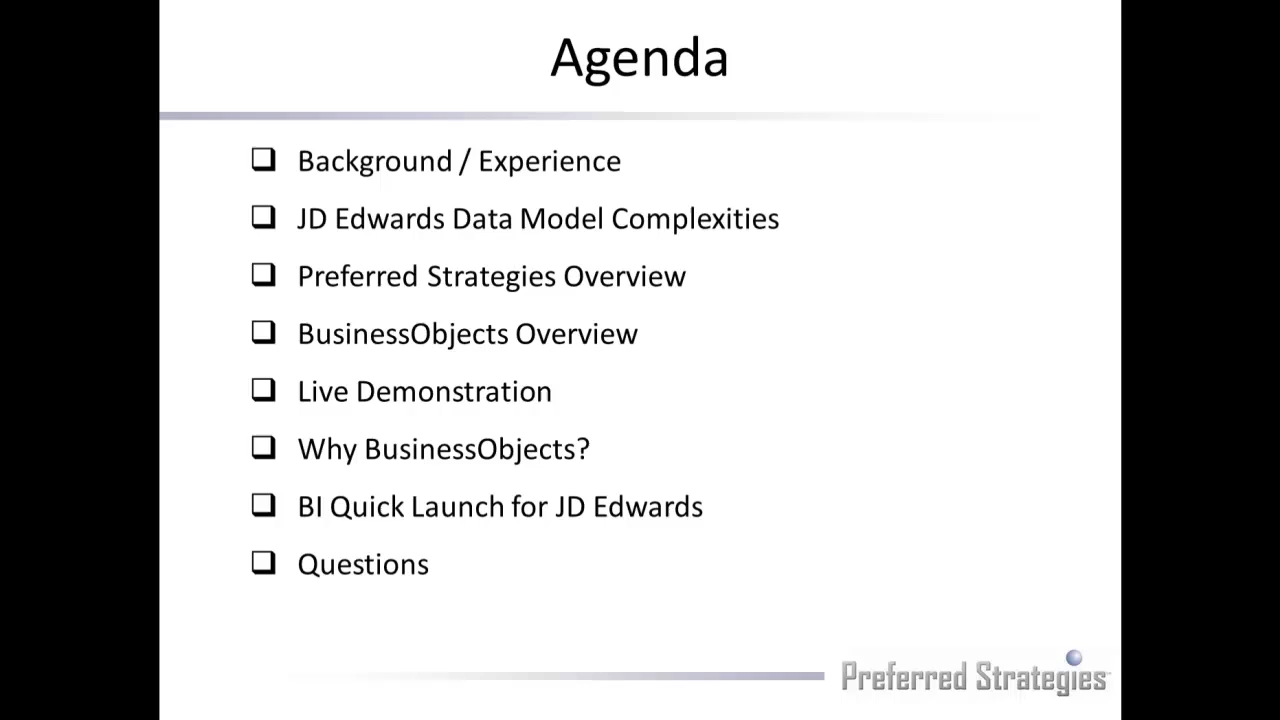 Agenda
Background / Experience
JD Edwards Data Model Complexities
Preferred Strategies Overview
BusinessObjects Overview
Live Demonstration
Why BusinessObjects?
BI Quick Launch for JD Edwards
Questions
Preferred Strategies